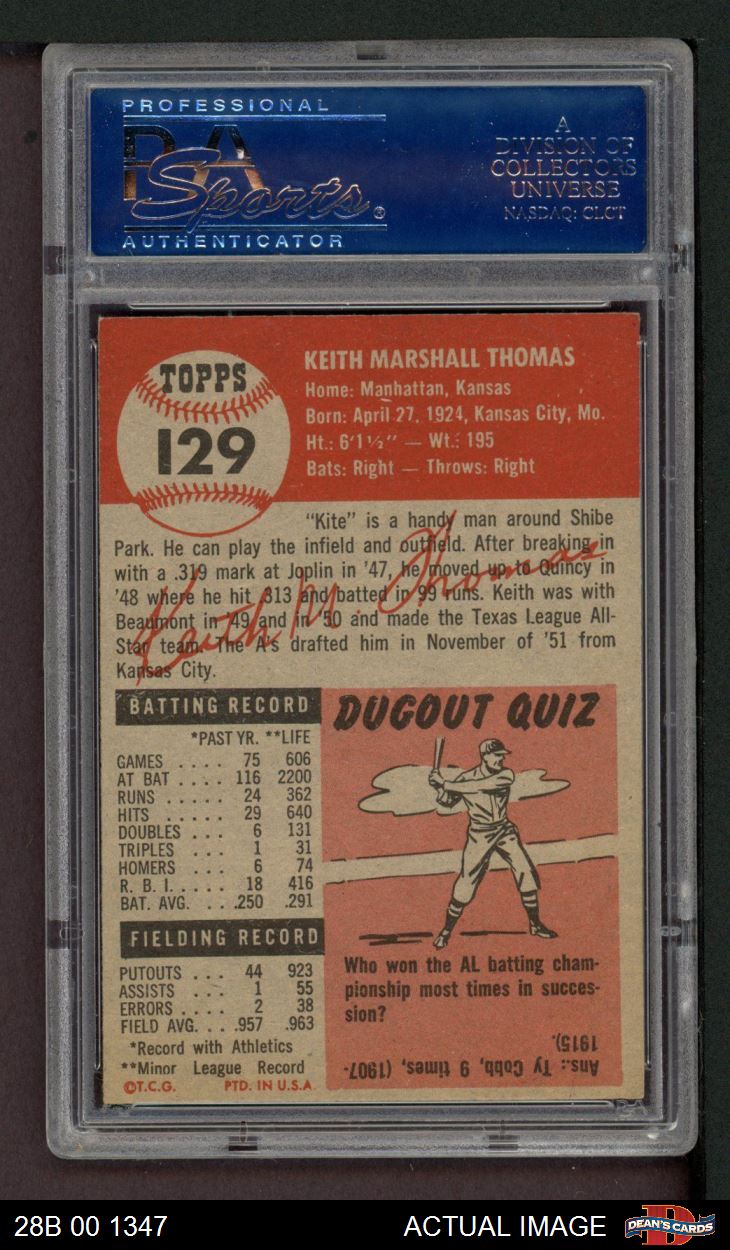 PROFESSIONAL
PSA
Sports®
AUTHENTICATOR
A
DIVISION OF
COLLECTORS
UNIVERSE
NASDAQ: CLCT
TOPPS
129
KEITH MARSHALL THOMAS
Home: Manhattan, Kansas
Born: April 27, 1924, Kansas City, Mo.
Ht.: 6'1½" — Wt.: 195
Bats: Right — Throws: Right
"Kite" is a handy man around Shibe
Park. He can play the infield and outfield. After breaking in
with a .319 mark at Joplin in '47, he moved up to Quincy in
'48 where he hit .313 and batted in 99 runs. Keith was with
Beaumont in '49 and in '50 and made the Texas League All-
Star team. The A's drafted him in November of '51 from
Kansas City.
Keith M. Thomas
BATTING RECORD
*PAST YR. **LIFE
GAMES .... 75 606
AT BAT .... 116 2200
RUNS ..... 24 362
HITS ..... 29 640
DOUBLES ... 6 131
TRIPLES ... 1 31
HOMERS ... 6 74
R. B. I. .... 18 416
BAT. AVG. .. .250 .291
FIELDING RECORD
PUTOUTS ... 44 923
ASSISTS ... 1 55
ERRORS .... 2 38
FIELD AVG. .. .957 .963
*Record with Athletics
**Minor League Record
©T.C.G. PTD. IN U.S.A.
DUGOUT QUIZ
Who won the AL batting cham-
pionship most times in succes-
sion?
Ans.: Ty Cobb, 9 times, (1907-
1915).
28B 00 1347
ACTUAL IMAGE
DEAN'S CARDS